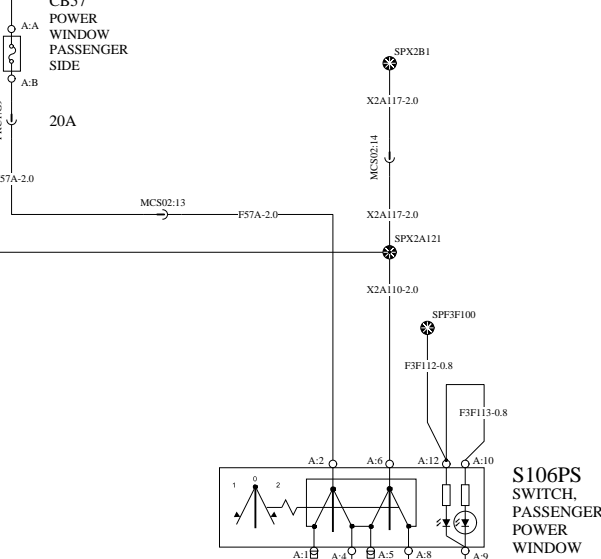 CB57
POWER
WINDOW
PASSENGER
SIDE
A:A
A:B
20A
57A-2.0
MCS02:13
F57A-2.0
SPX2B1
X2A117-2.0
MCS02:14
X2A117-2.0
SPX2A121
X2A110-2.0
SPF3F100
F3F112-0.8
F3F113-0.8
A:2
A:6
A:12
A:10
1
0
2
A:1
A:4
A:5
A:8
A:9
S106PS
SWITCH,
PASSENGER
POWER
WINDOW